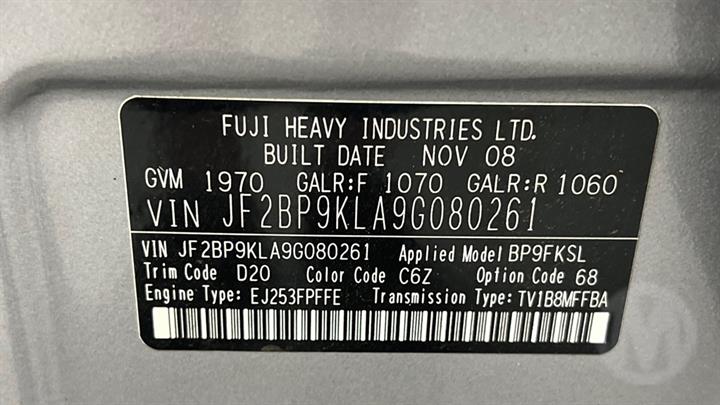 FUJI HEAVY INDUSTRIES LTD.
BUILT DATE NOV 08
GVM 1970 GALR:F 1070 GALR:R 1060
VIN JF2BP9KLA9G080261
VIN JF2BP9KLA9G080261 Applied Model BP9FKSL
Trim Code D20 Color Code C6Z Option Code 68
Engine Type: EJ253FPFFE Transmission Type: TV1B8MFFBA